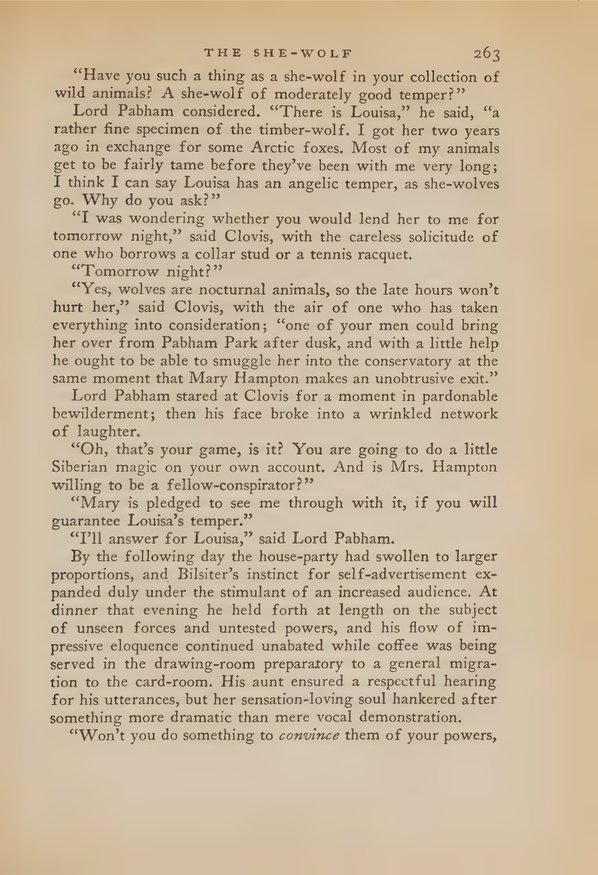 THE SHE-WOLF 263
“Have you such a thing as a she-wolf in your collection of
wild animals? A she-wolf of moderately good temper?”
Lord Pabham considered. “There is Louisa,” he said, “a
rather fine specimen of the timber-wolf. I got her two years
ago in exchange for some Arctic foxes. Most of my animals
get to be fairly tame before they’ve been with me very long;
I think I can say Louisa has an angelic temper, as she-wolves
go. Why do you ask?”
“I was wondering whether you would lend her to me for
tomorrow night,” said Clovis, with the careless solicitude of
one who borrows a collar stud or a tennis racquet.
“Tomorrow night?”
“Yes, wolves are nocturnal animals, so the late hours won’t
hurt her,” said Clovis, with the air of one who has taken
everything into consideration; “one of your men could bring
her over from Pabham Park after dusk, and with a little help
he ought to be able to smuggle her into the conservatory at the
same moment that Mary Hampton makes an unobtrusive exit.”
Lord Pabham stared at Clovis for a moment in pardonable
bewilderment; then his face broke into a wrinkled network
of laughter.
“Oh, that’s your game, is it? You are going to do a little
Siberian magic on your own account. And is Mrs. Hampton
willing to be a fellow-conspirator?”
“Mary is pledged to see me through with it, if you will
guarantee Louisa’s temper.”
“I’ll answer for Louisa,” said Lord Pabham.
By the following day the house-party had swollen to larger
proportions, and Bilsiter’s instinct for self-advertisement ex-
panded duly under the stimulant of an increased audience. At
dinner that evening he held forth at length on the subject
of unseen forces and untested powers, and his flow of im-
pressive eloquence continued unabated while coffee was being
served in the drawing-room preparatory to a general migra-
tion to the card-room. His aunt ensured a respectful hearing
for his utterances, but her sensation-loving soul hankered after
something more dramatic than mere vocal demonstration.
“Won’t you do something to convince them of your powers,